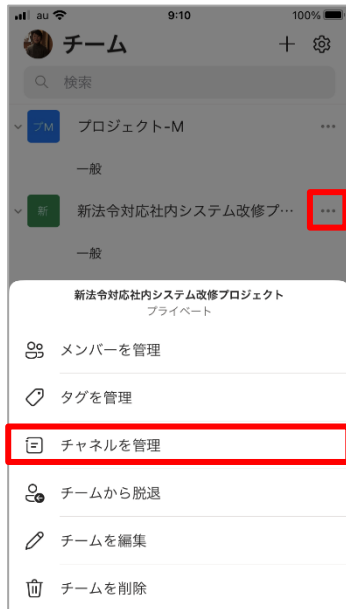 au 9:10 100%
チーム
検索
プM プロジェクト-M
一般
新 新法令対応社内システム改修プ…
一般
新法令対応社内システム改修プロジェクト
プライベート
メンバーを管理
タグを管理
チャネルを管理
チームから脱退
チームを編集
チームを削除